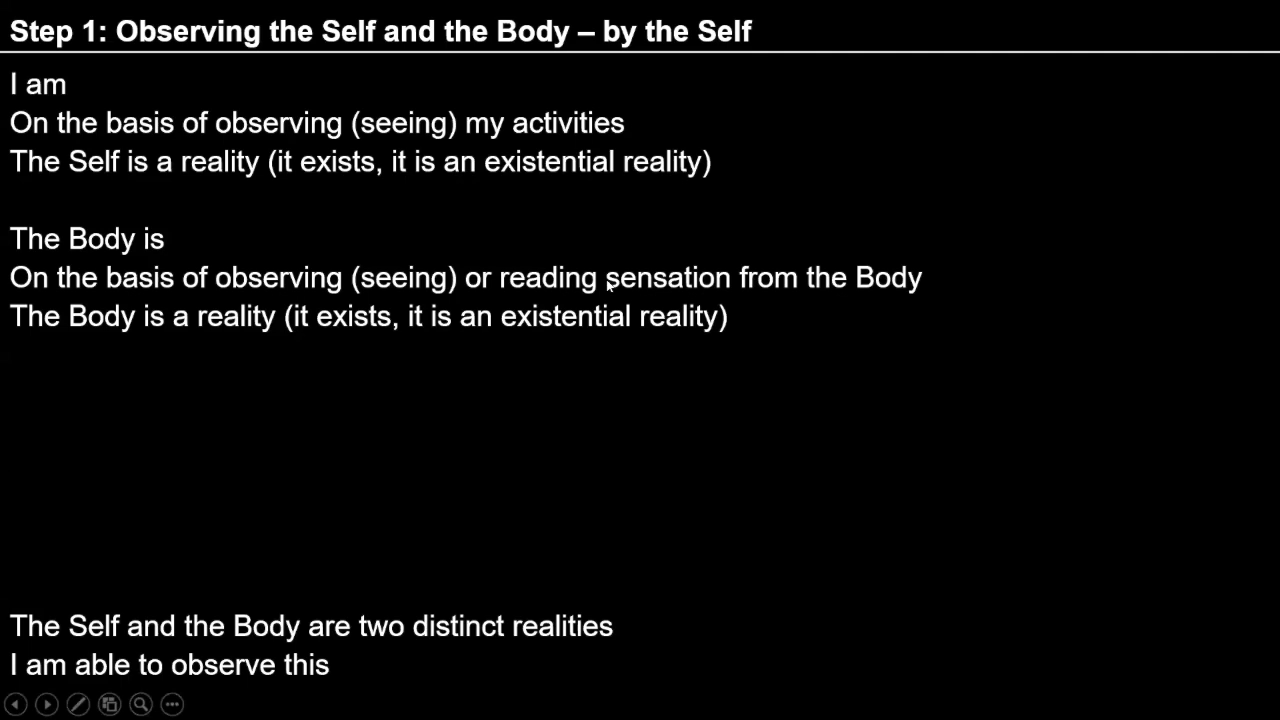 Step 1: Observing the Self and the Body – by the Self
I am
On the basis of observing (seeing) my activities
The Self is a reality (it exists, it is an existential reality)
The Body is
On the basis of observing (seeing) or reading sensation from the Body
The Body is a reality (it exists, it is an existential reality)
The Self and the Body are two distinct realities
I am able to observe this